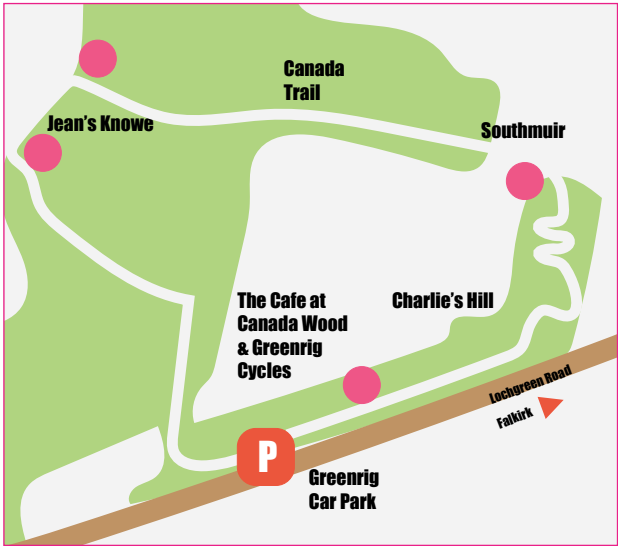 Canada
Trail
Jean's Knowe
Southmuir
The Cafe at
Canada Wood
& Greenrig
Cycles
Charlie's Hill
Lochgreen Road
Falkirk
P
Greenrig
Car Park